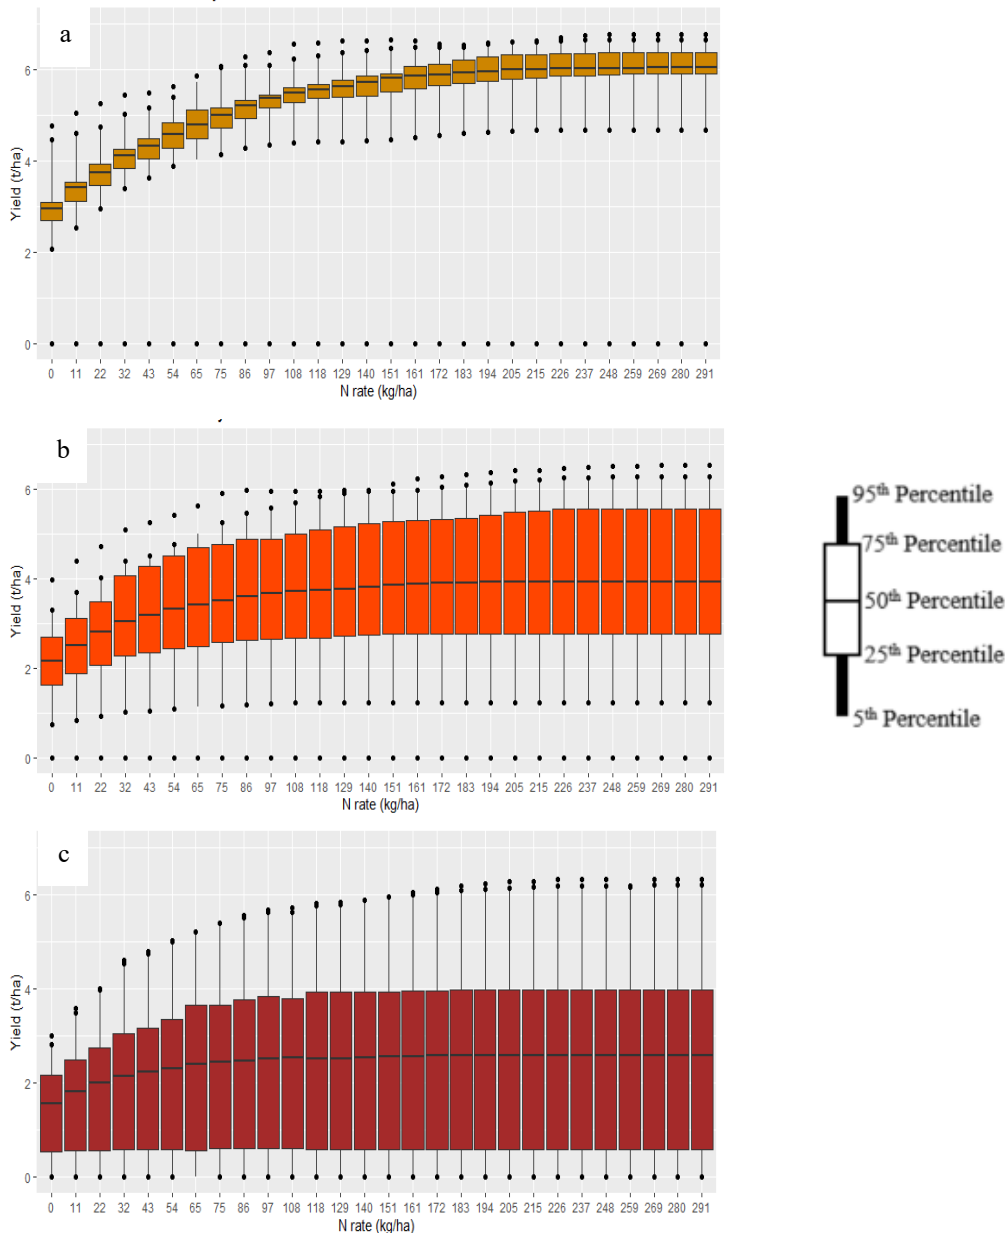 a
Yield (t/ha)
6
4
2
0
0 11 22 32 43 54 65 75 86 97 108 118 129 140 151 161 172 183 194 205 215 226 237 248 259 269 280 291
N rate (kg/ha)
b
Yield (t/ha)
6
4
2
0
0 11 22 32 43 54 65 75 86 97 108 118 129 140 151 161 172 183 194 205 215 226 237 248 259 269 280 291
N rate (kg/ha)
95th Percentile
75th Percentile
50th Percentile
25th Percentile
5th Percentile
c
Yield (t/ha)
6
4
2
0
0 11 22 32 43 54 65 75 86 97 108 118 129 140 151 161 172 183 194 205 215 226 237 248 259 269 280 291
N rate (kg/ha)